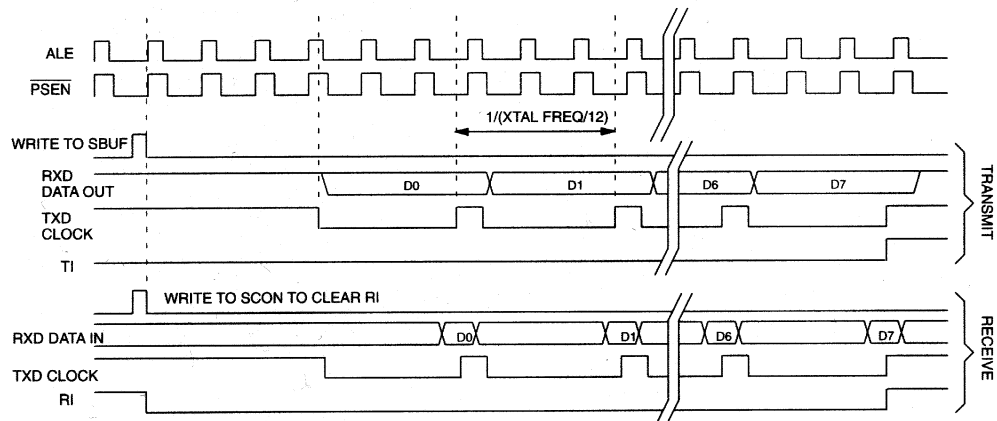 ALE
PSEN
1/(XTAL FREQ/12)
WRITE TO SBUF
RXD
DATA OUT
D0
D1
D6
D7
TXD
CLOCK
TI
TRANSMIT
WRITE TO SCON TO CLEAR RI
RXD DATA IN
D0
D1
D6
D7
TXD CLOCK
RI
RECEIVE